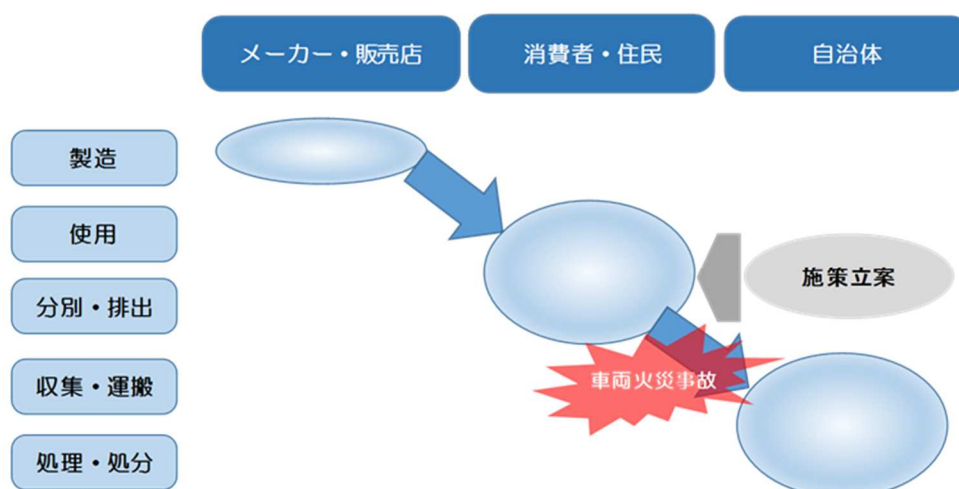 メーカー・販売店
消費者・住民
自治体
製造
使用
施策立案
分別・排出
車両火災事故
収集・運搬
処理・処分